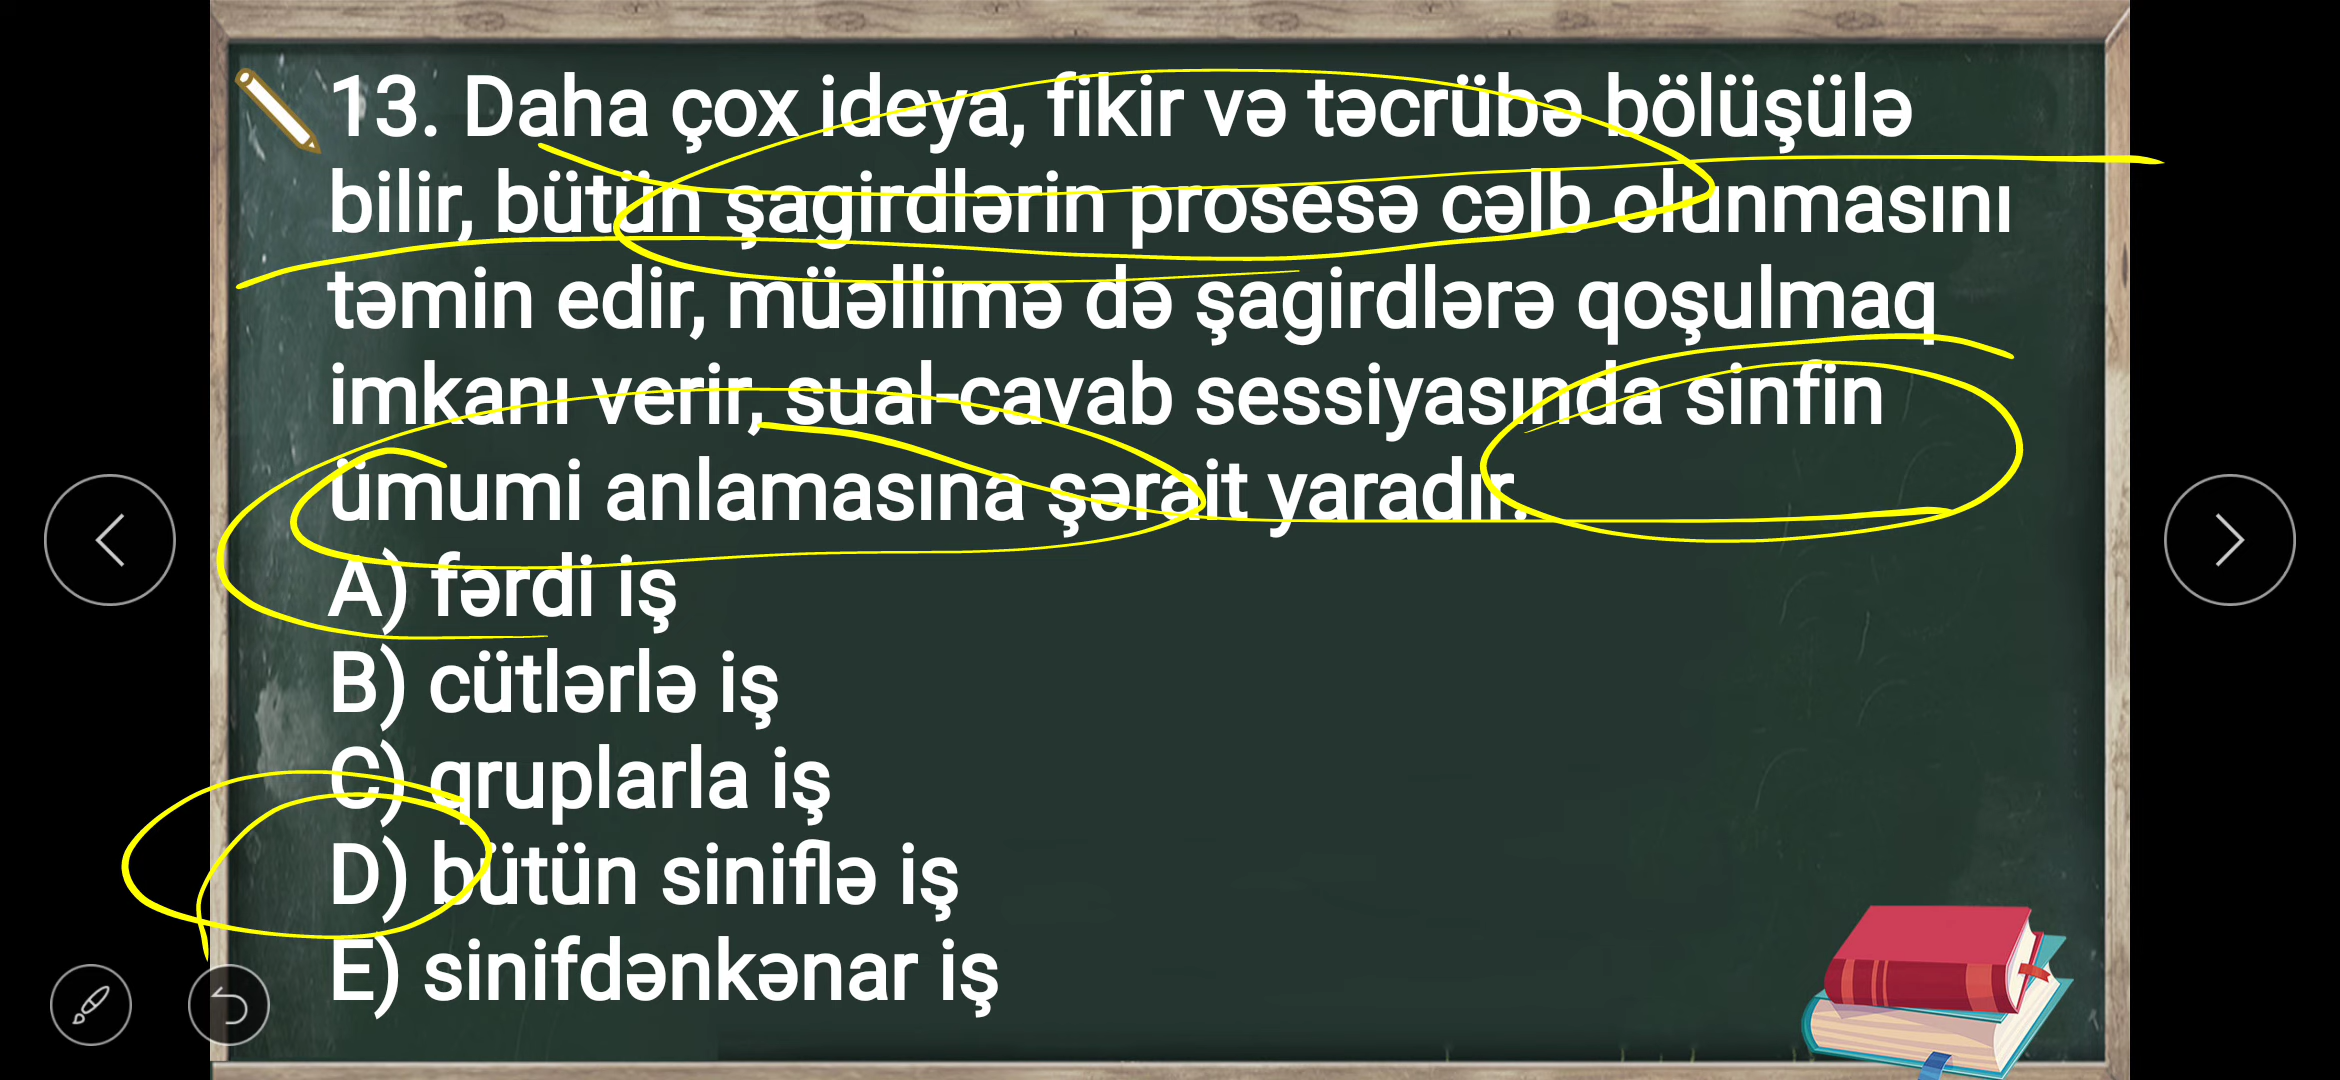 13. Daha çox ideya, fikir və təcrübə bölüşülə
bilir, bütün şagirdlərin prosesə cəlb olunmasını
təmin edir, müəllimə də şagirdlərə qoşulmaq
imkanı verir, sual-cavab sessiyasında sinfin
ümumi anlamasına şərait yaradır.
A) fərdi iş
B) cütlərlə iş
C) qruplarla iş
D) bütün siniflə iş
E) sinifdənkənar iş